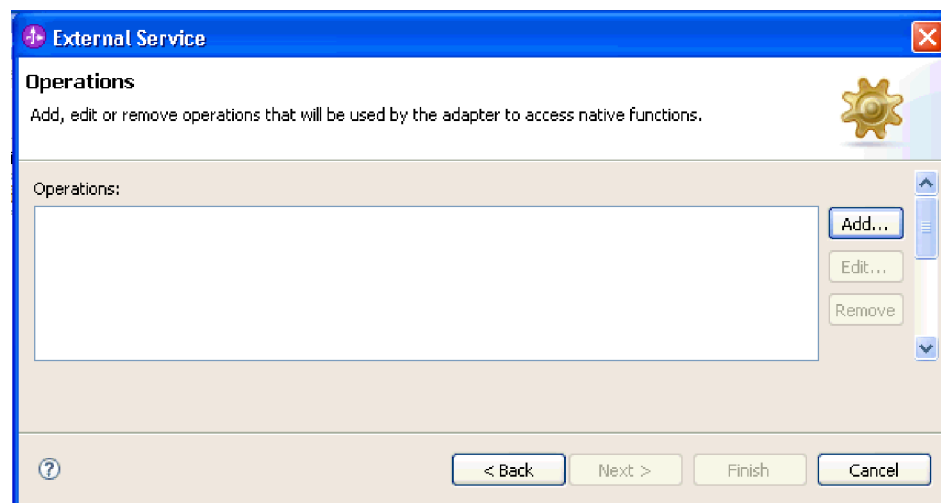 External Service
Operations
Add, edit or remove operations that will be used by the adapter to access native functions.
Operations:
Add...
Edit...
Remove
?
< Back
Next >
Finish
Cancel